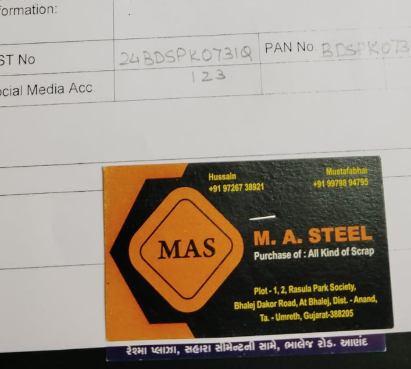 formation:
ST No 24BDSPK0731Q PAN No BDSPK073
123
ocial Media Acc
Hussain
+91 97267 38921
Mustafabhai
+91 99798 94795
MAS
M. A. STEEL
Purchase of : All Kind of Scrap
Plot - 1, 2, Rasula Park Society,
Bhalej Dakor Road, At Bhalej, Dist. - Anand,
Ta. - Umreth, Gujarat-388205
રેશ્મા પ્લાઝા, સહારા સીમેન્ટની સામે, ભાલેજ રોડ. આણંદ